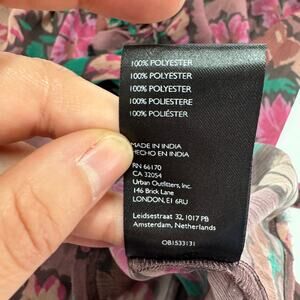 100% POLYESTER
100% POLYESTER
100% POLYESTER
100% POLIESTERE
100% POLIÉSTER
MADE IN INDIA
HECHO EN INDIA
RN 66170
CA 32054
Urban Outfitters, Inc.
146 Brick Lane
LONDON, E1 6RU
Leidsestraat 32, 1017 PB
Amsterdam, Netherlands
OB1533131